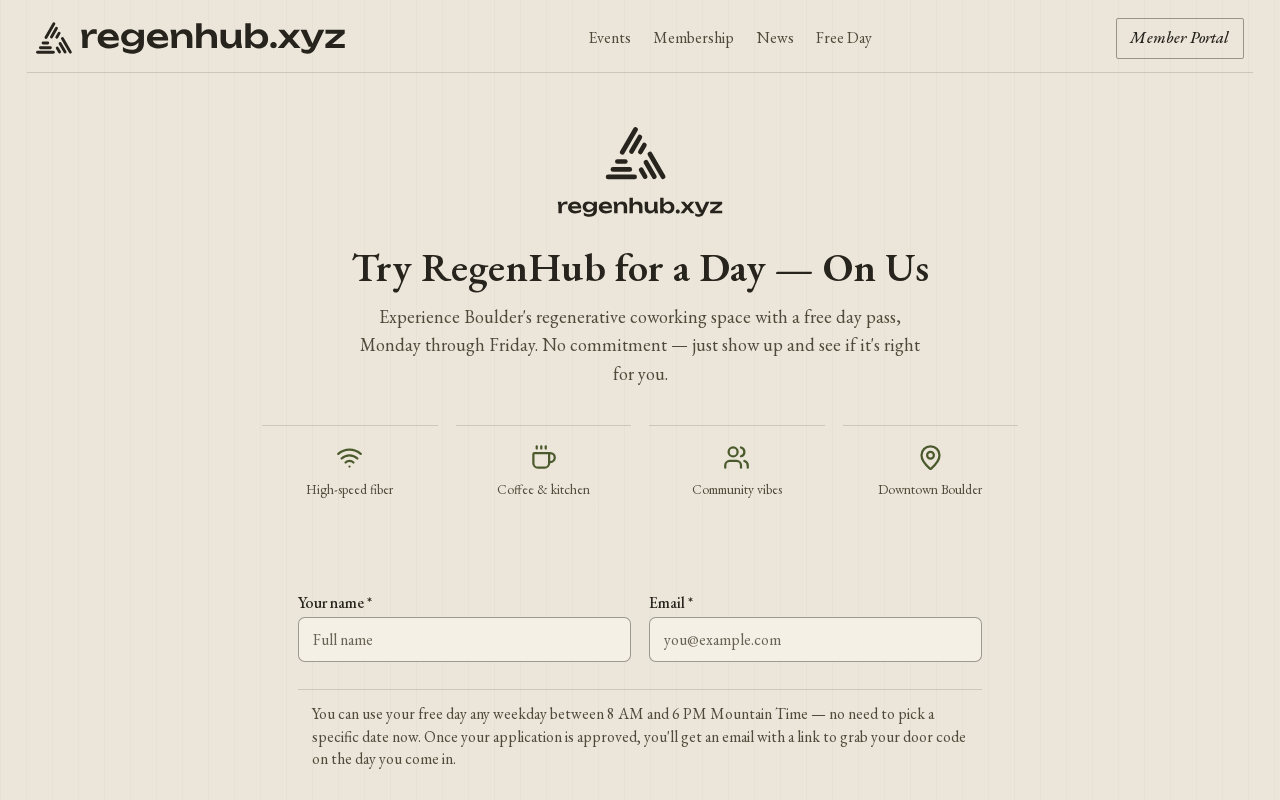 regenhub.xyz
Events
Membership
News
Free Day
Member Portal
regenhub.xyz
Try RegenHub for a Day — On Us
Experience Boulder's regenerative coworking space with a free day pass,
Monday through Friday. No commitment — just show up and see if it's right
for you.
High-speed fiber
Coffee & kitchen
Community vibes
Downtown Boulder
Your name *
Email *
Full name
you@example.com
You can use your free day any weekday between 8 AM and 6 PM Mountain Time — no need to pick a
specific date now. Once your application is approved, you'll get an email with a link to grab your door code
on the day you come in.